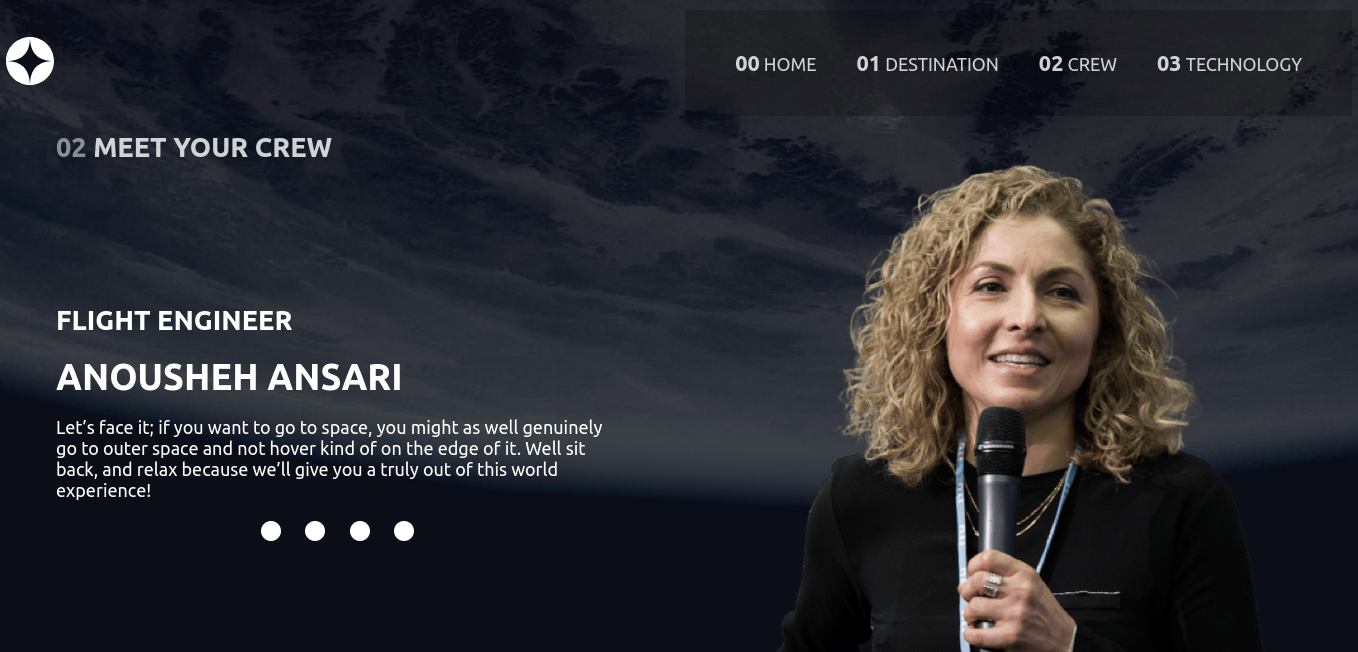 00 HOME 01 DESTINATION 02 CREW 03 TECHNOLOGY
02 MEET YOUR CREW
FLIGHT ENGINEER
ANOUSHEH ANSARI
Let’s face it; if you want to go to space, you might as well genuinely
go to outer space and not hover kind of on the edge of it. Well sit
back, and relax because we’ll give you a truly out of this world
experience!